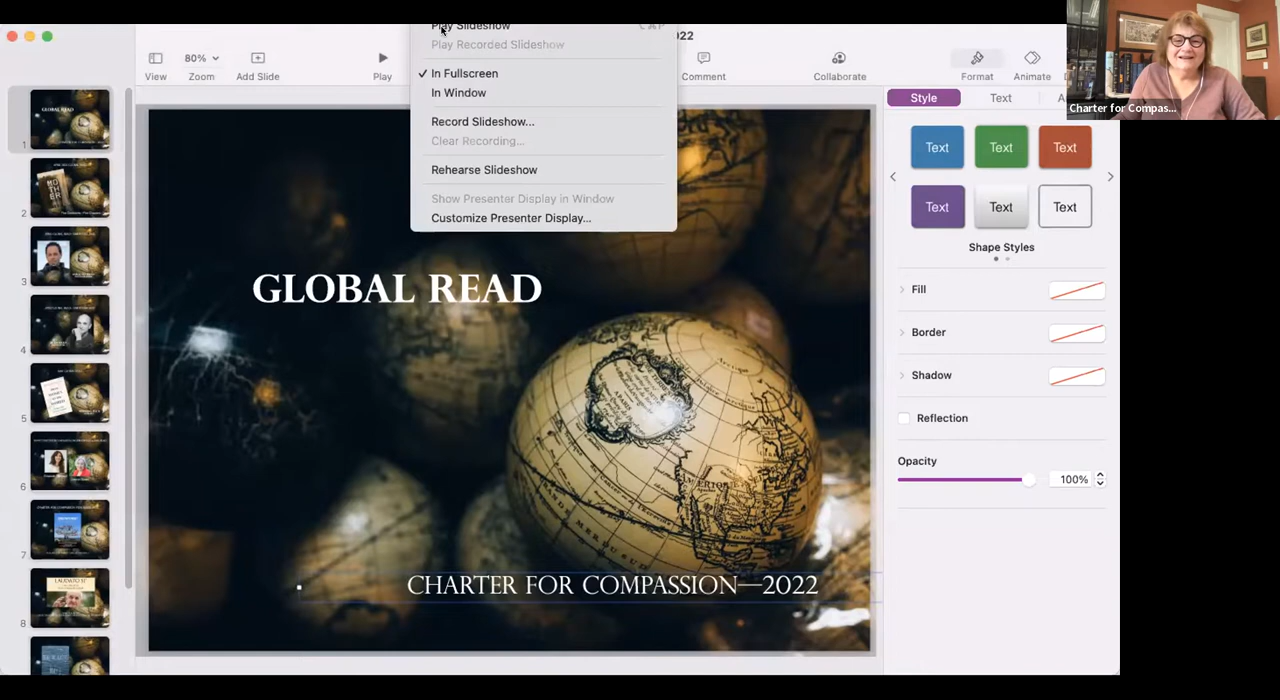 Play Slideshow
Play Recorded Slideshow
✓ In Fullscreen
In Window
Record Slideshow...
Clear Recording...
Rehearse Slideshow
Show Presenter Display in Window
Customize Presenter Display...
View
80%
Zoom
Add Slide
Play
Comment
Collaborate
Format
Animate
Charter for Compas...
Style
Text
Text
Text
Text
Text
Text
Text
Shape Styles
Fill
Border
Shadow
Reflection
Opacity
100%
1
2
3
4
5
6
7
8
GLOBAL READ
CHARTER FOR COMPASSION—2022